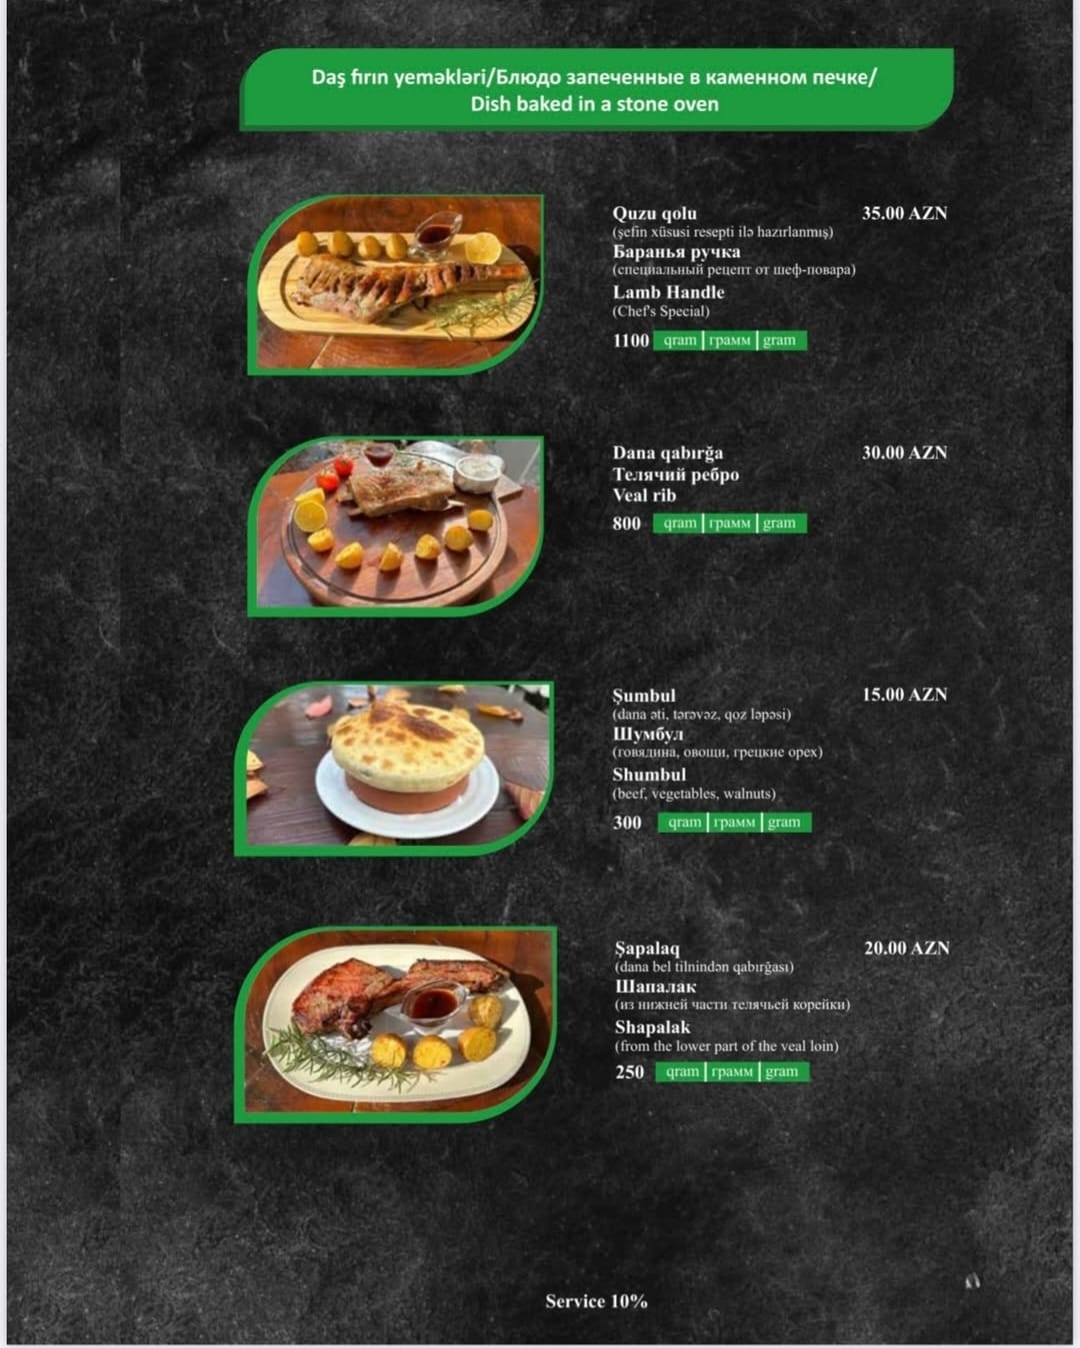 Daş fırın yeməkləri/Блюдо запеченные в каменном печке/
Dish baked in a stone oven
Quzu qolu 35.00 AZN
(şefin xüsusi resepti ilə hazırlanmış)
Баранья ручка
(специальный рецепт от шеф-повара)
Lamb Handle
(Chef's Special)
1100 qram грамм gram
Dana qabırğa 30.00 AZN
Телячий ребро
Veal rib
800 qram грамм gram
Şumbul 15.00 AZN
(dana əti, tərəvəz, qoz ləpəsi)
Шумбул
(говядина, овощи, грецкие орех)
Shumbul
(beef, vegetables, walnuts)
300 qram грамм gram
Şapalaq 20.00 AZN
(dana bel tilnindən qabırğası)
Шапалак
(из нижней части телячьей корейки)
Shapalak
(from the lower part of the veal loin)
250 qram грамм gram
Service 10%